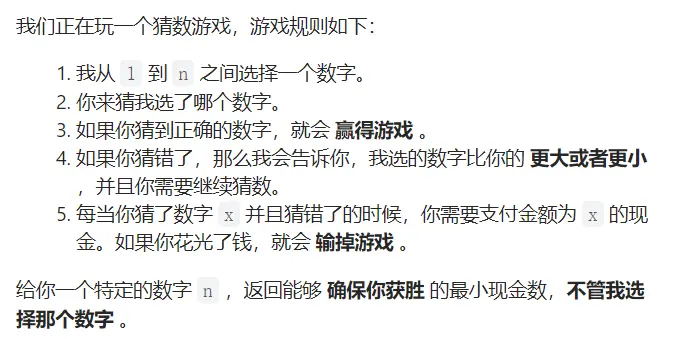 我们正在玩一个猜数游戏，游戏规则如下：
1. 我从 1 到 n 之间选择一个数字。
2. 你来猜我选了哪个数字。
3. 如果你猜到正确的数字，就会 赢得游戏 。
4. 如果你猜错了，那么我会告诉你，我选的数字比你的 更大或者更小
，并且你需要继续猜数。
5. 每当你猜了数字 x 并且猜错了的时候，你需要支付金额为 x 的现
金。如果你花光了钱，就会 输掉游戏 。
给你一个特定的数字 n ，返回能够 确保你获胜 的最小现金数，不管我选
择那个数字 。